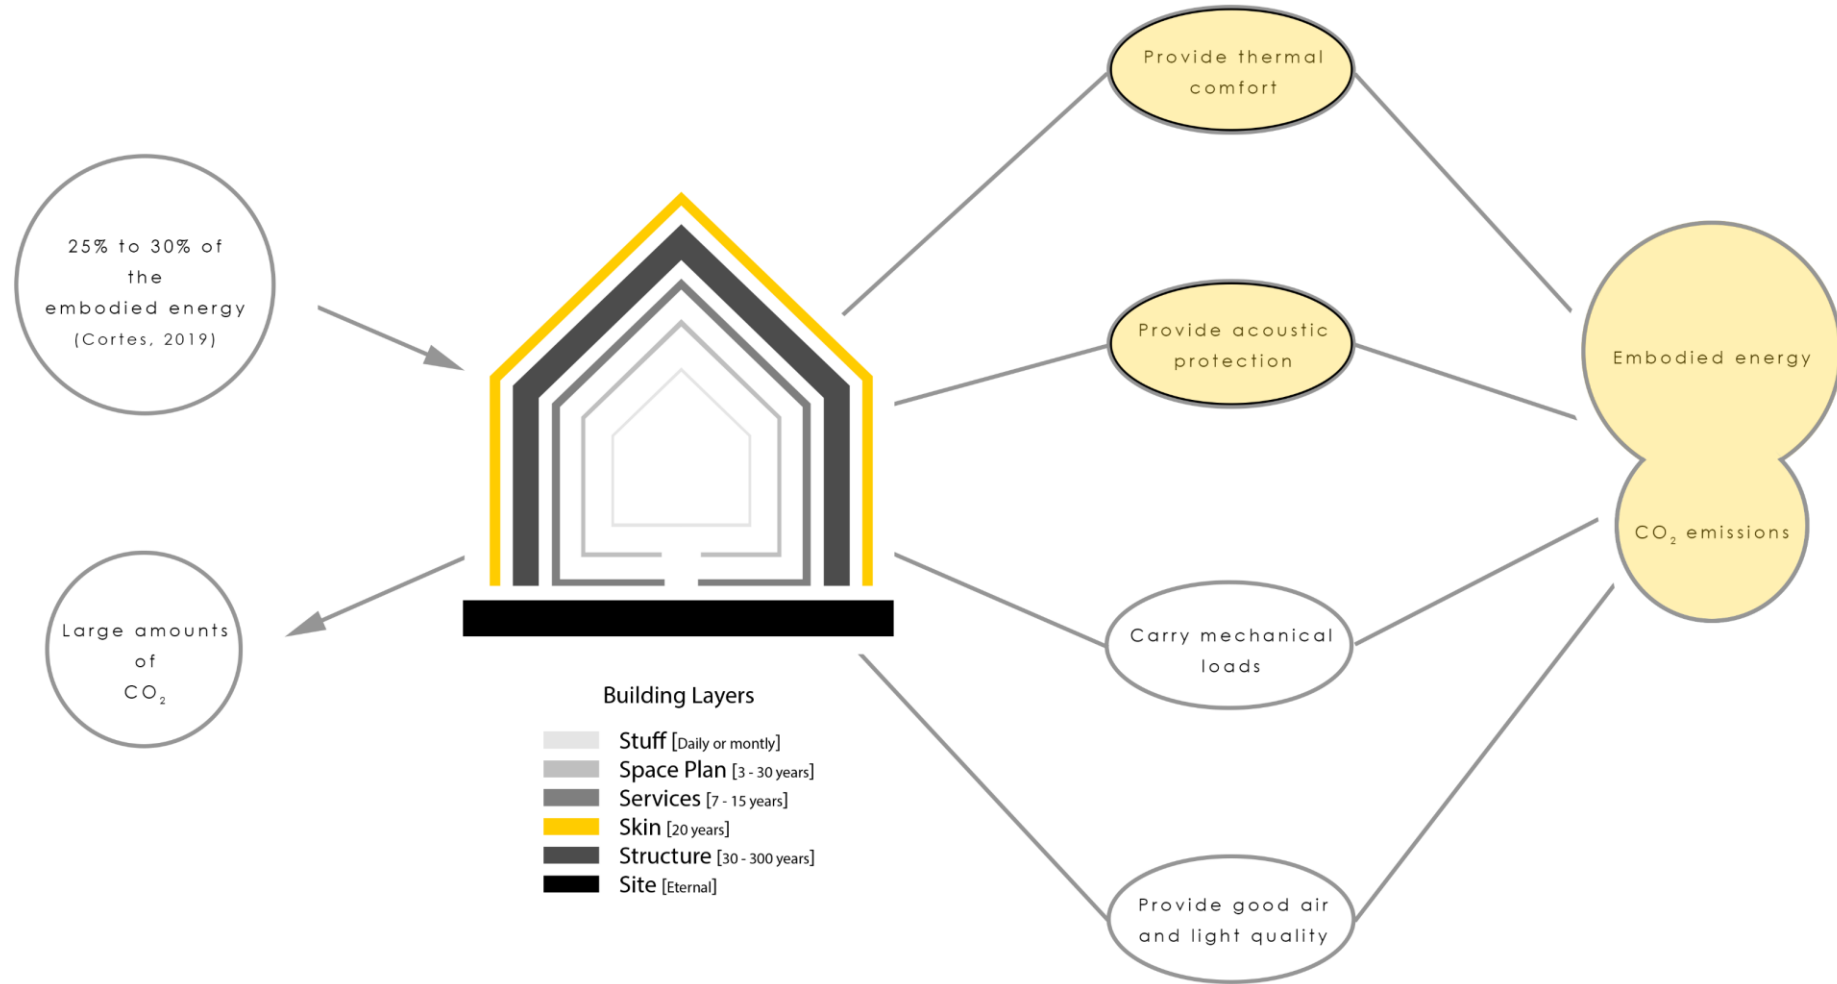 25% to 30% of
the
embodied energy
(Cortes, 2019)
Large amounts
of
CO₂
Building Layers
Stuff [Daily or montly]
Space Plan [3 - 30 years]
Services [7 - 15 years]
Skin [20 years]
Structure [30 - 300 years]
Site [Eternal]
Provide thermal
comfort
Provide acoustic
protection
Carry mechanical
loads
Provide good air
and light quality
Embodied energy
CO₂ emissions